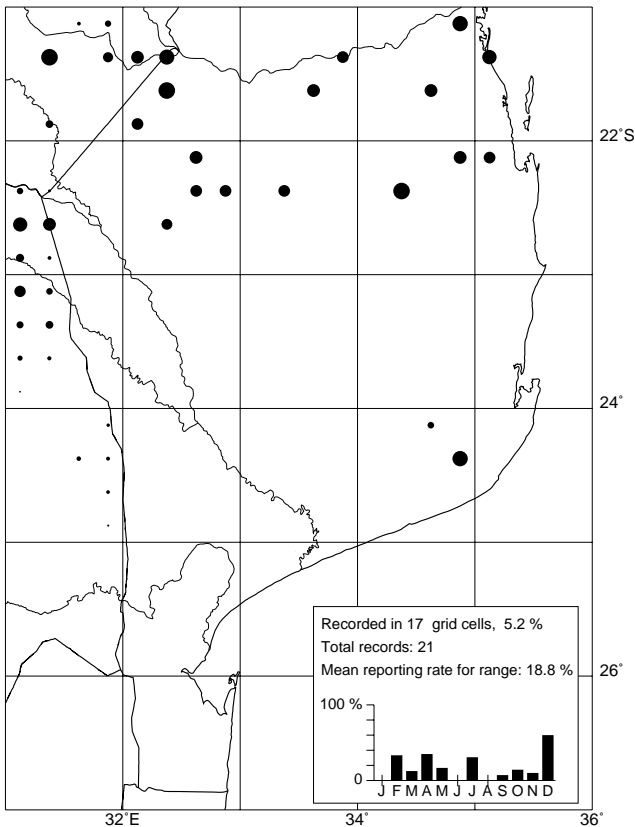 22°S
24°
Recorded in 17 grid cells, 5.2 %
Total records: 21
Mean reporting rate for range: 18.8 %
26°
100 %
0
J F M A M J J A S O N D
32°E
34°
36°